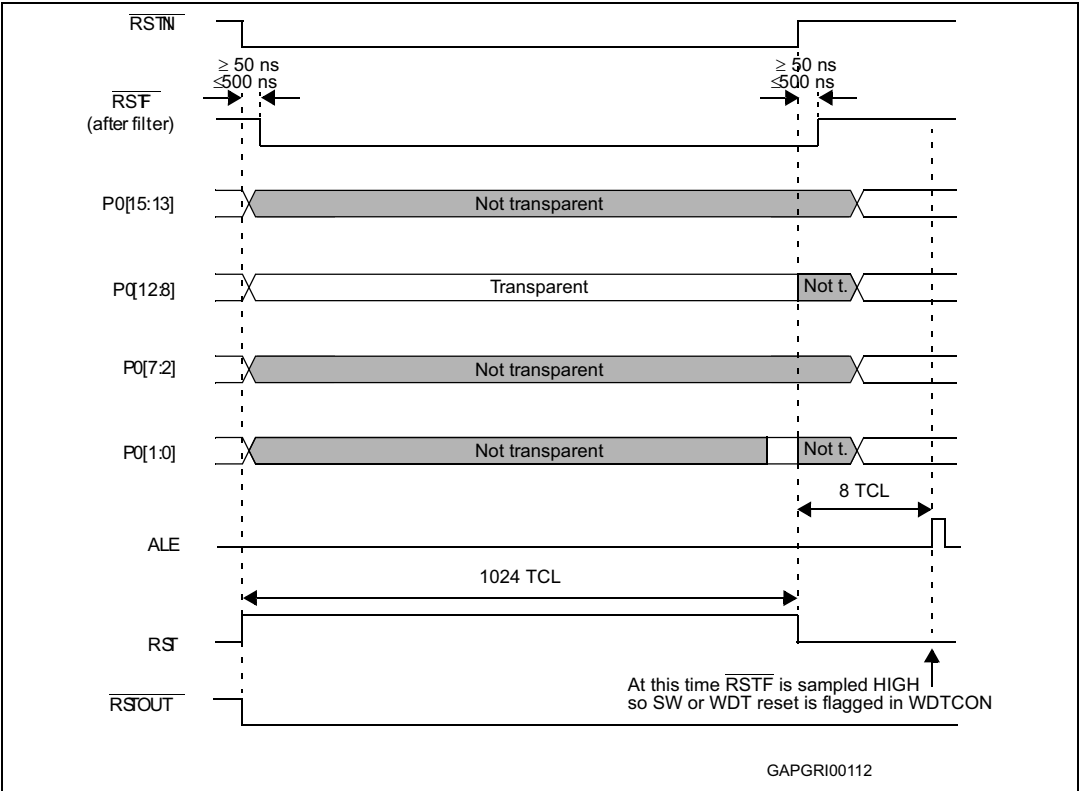 RSTIN
≥ 50 ns
≤500 ns
≥ 50 ns
≤500 ns
RSTF
(after filter)
P0[15:13]
Not transparent
P0[12:8]
Transparent
Not t.
P0[7:2]
Not transparent
P0[1:0]
Not transparent
Not t.
8 TCL
ALE
1024 TCL
RST
At this time RSTF is sampled HIGH
so SW or WDT reset is flagged in WDTCON
RSTOUT
GAPGRI00112